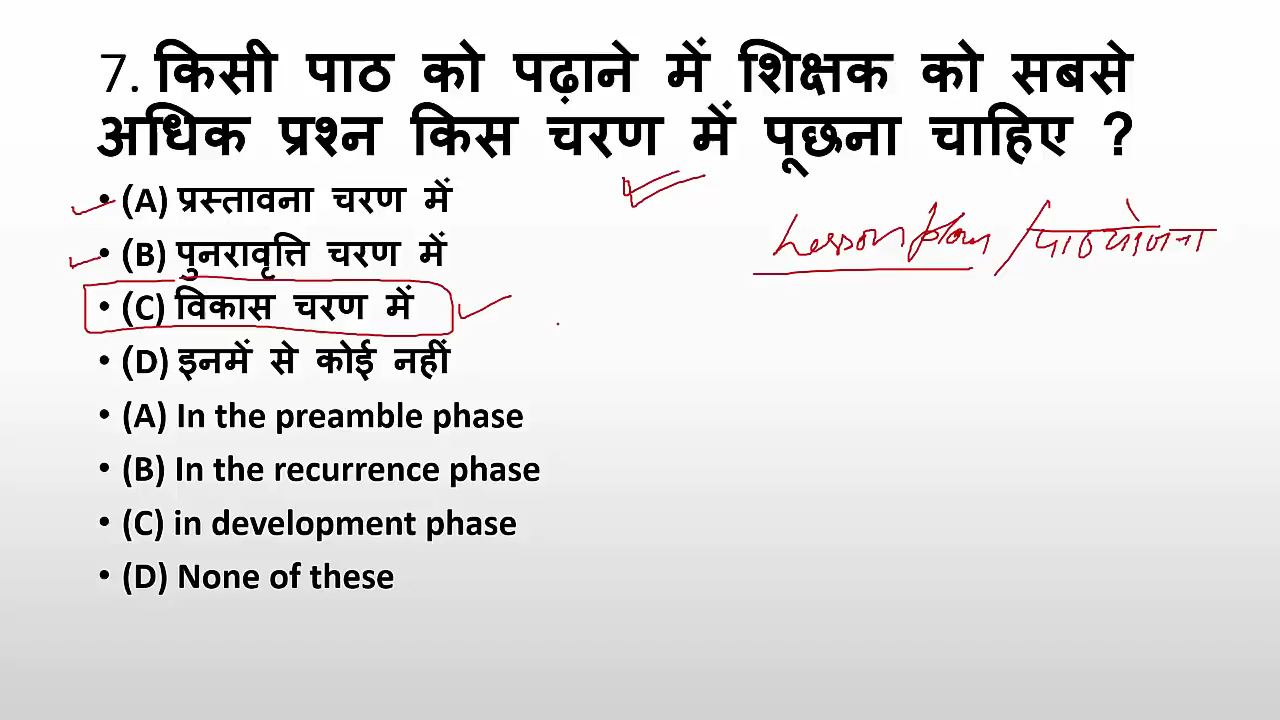 7. किसी पाठ को पढ़ाने में शिक्षक को सबसे
अधिक प्रश्न किस चरण में पूछना चाहिए ?
• (A) प्रस्तावना चरण में
• (B) पुनरावृत्ति चरण में
• (C) विकास चरण में
• (D) इनमें से कोई नहीं
• (A) In the preamble phase
• (B) In the recurrence phase
• (C) in development phase
• (D) None of these
Lesson plan / पाठ योजना